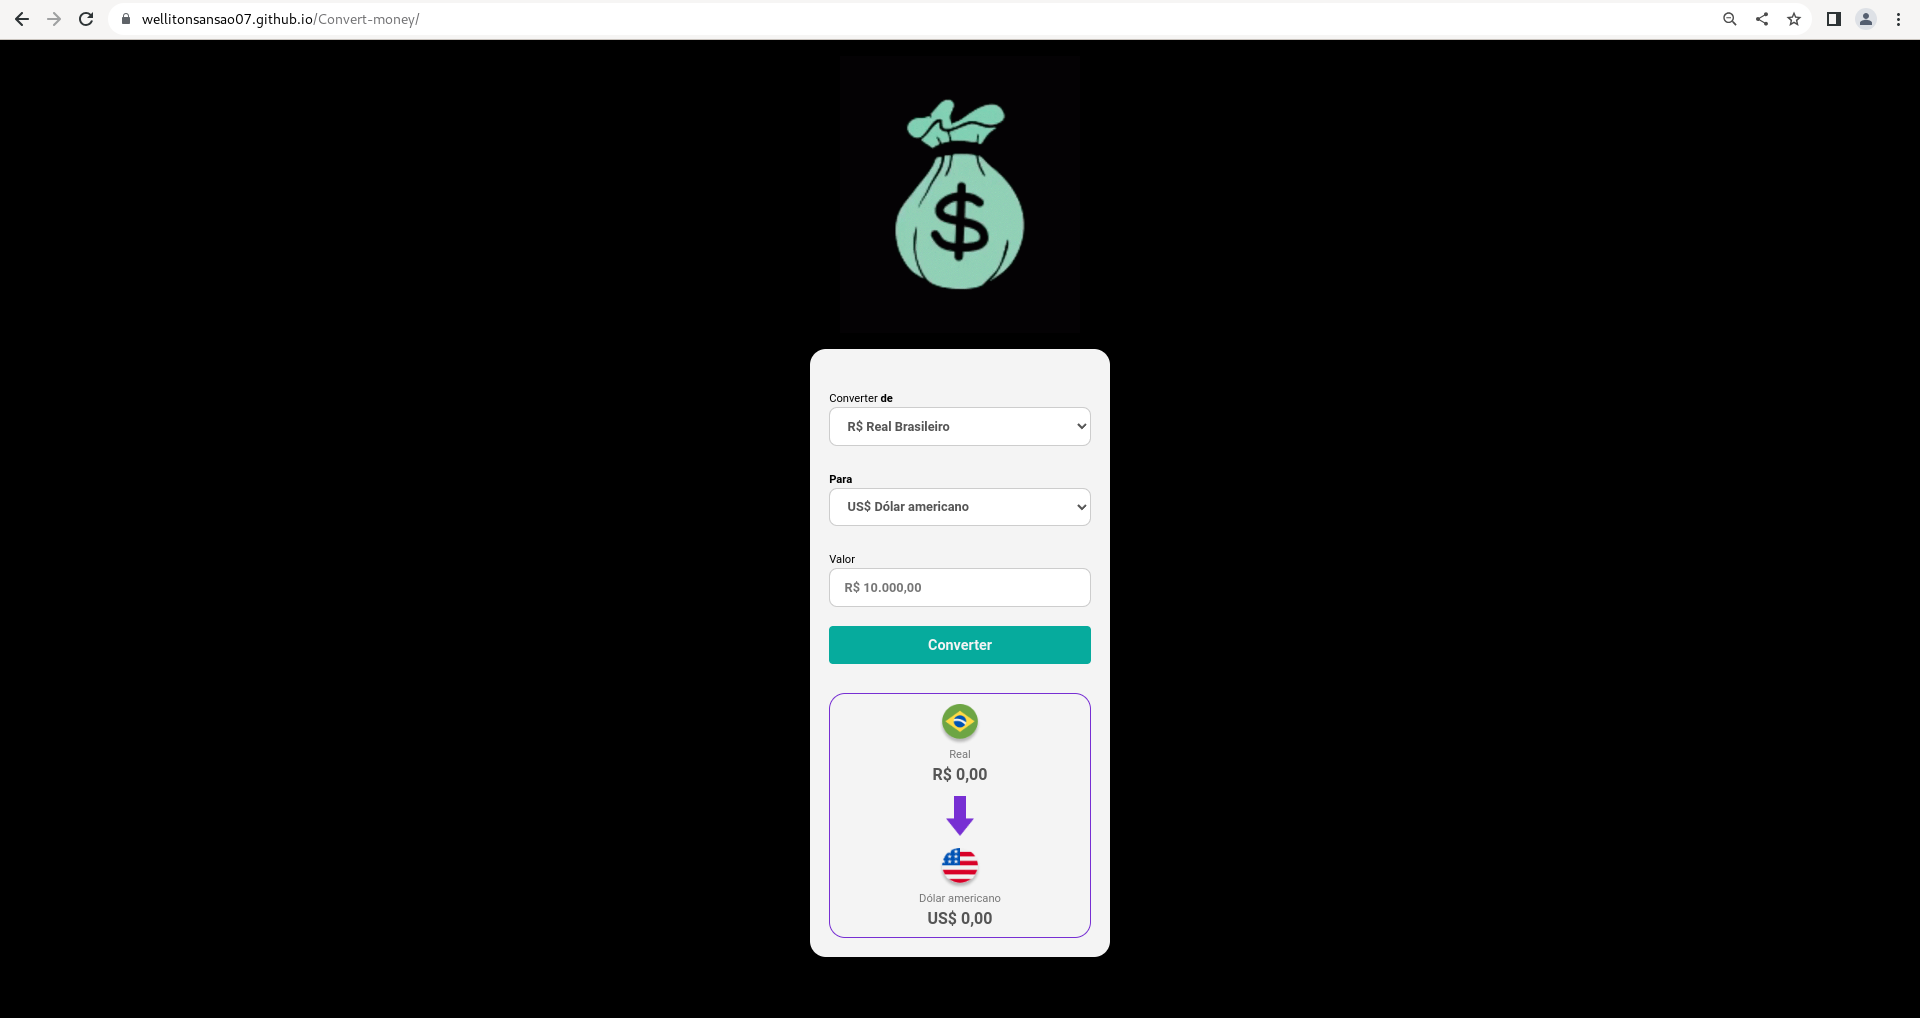 wellitonsansao07.github.io/Convert-money/
$
Converter de
R$ Real Brasileiro
Para
US$ Dólar americano
Valor
R$ 10.000,00
Converter
Real
R$ 0,00
Dólar americano
US$ 0,00